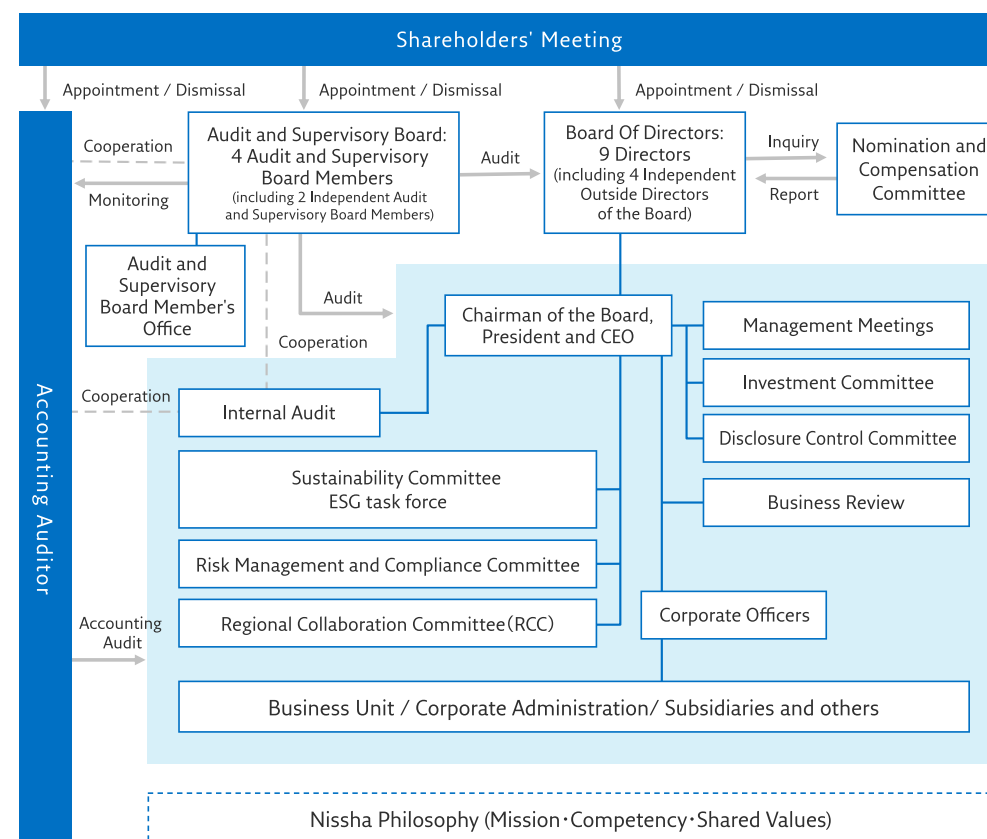 Shareholders' Meeting
Appointment / Dismissal
Appointment / Dismissal
Appointment / Dismissal
Accounting Auditor
Cooperation
Monitoring
Audit and Supervisory Board:
4 Audit and Supervisory
Board Members
(including 2 Independent Audit
and Supervisory Board Members)
Audit
Board Of Directors:
9 Directors
(including 4 Independent
Outside Directors
of the Board)
Inquiry
Report
Nomination and
Compensation
Committee
Audit and
Supervisory
Board Member's
Office
Audit
Cooperation
Chairman of the Board,
President and CEO
Management Meetings
Investment Committee
Disclosure Control Committee
Business Review
Cooperation
Internal Audit
Sustainability Committee
ESG task force
Risk Management and Compliance Committee
Regional Collaboration Committee(RCC)
Accounting
Audit
Corporate Officers
Business Unit / Corporate Administration/ Subsidiaries and others
Nissha Philosophy (Mission・Competency・Shared Values)